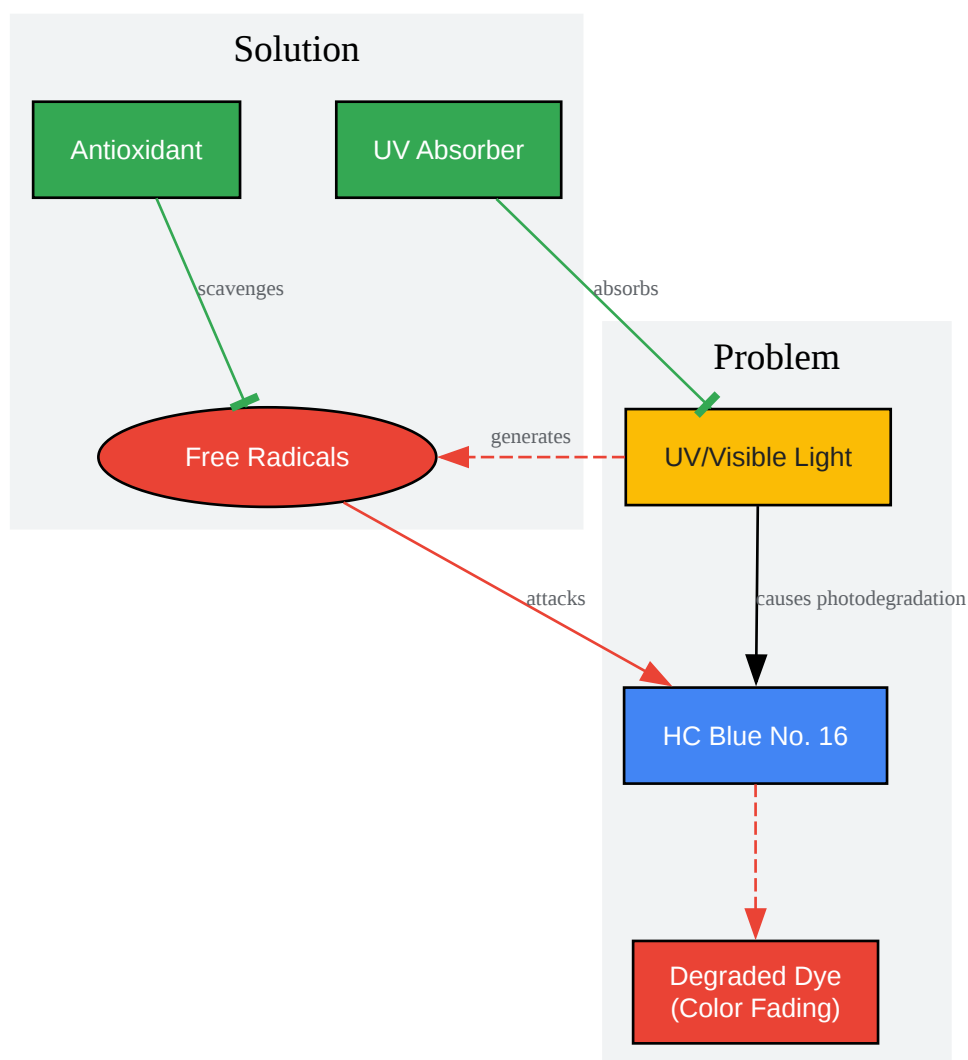 Solution
Antioxidant
UV Absorber
scavenges
absorbs
Problem
Free Radicals
generates
UV/Visible Light
attacks
causes photodegradation
HC Blue No. 16
Degraded Dye
(Color Fading)